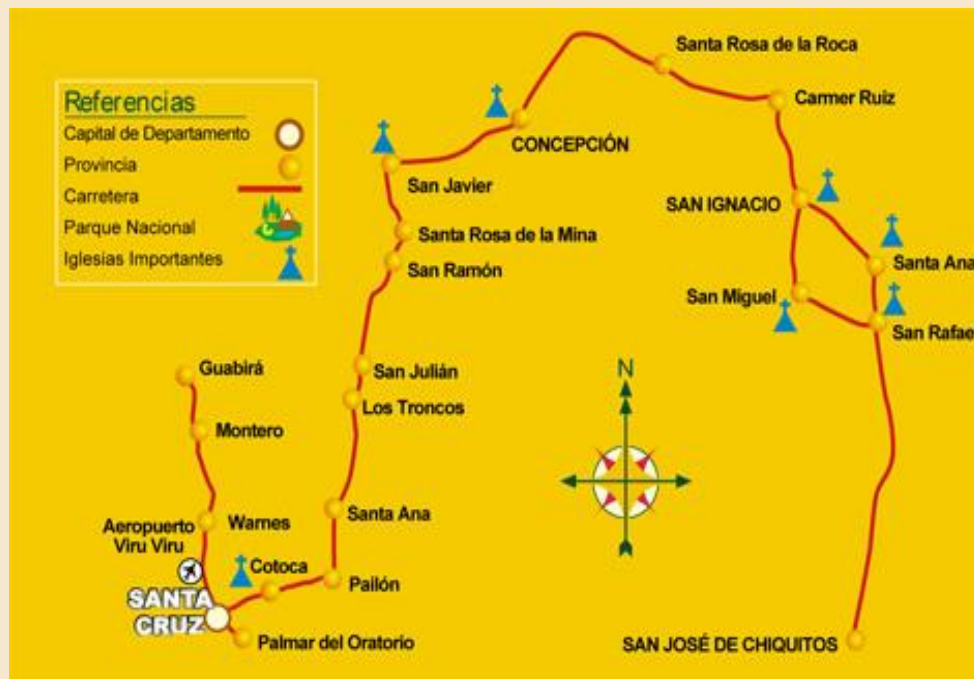 Referencias
Capital de Departamento
Provincia
Carretera
Parque Nacional
Iglesias Importantes
Santa Rosa de la Roca
Carmer Ruiz
CONCEPCIÓN
San Javier
SAN IGNACIO
Santa Rosa de la Mina
Santa Ana
San Ramón
San Miguel
San Rafae
Guabirá
San Julián
N
Los Troncos
Montero
Santa Ana
Aeropuerto
Viru Viru
Warnes
Cotoca
Pailón
SANTA
CRUZ
Palmar del Oratorio
SAN JOSÉ DE CHIQUITOS